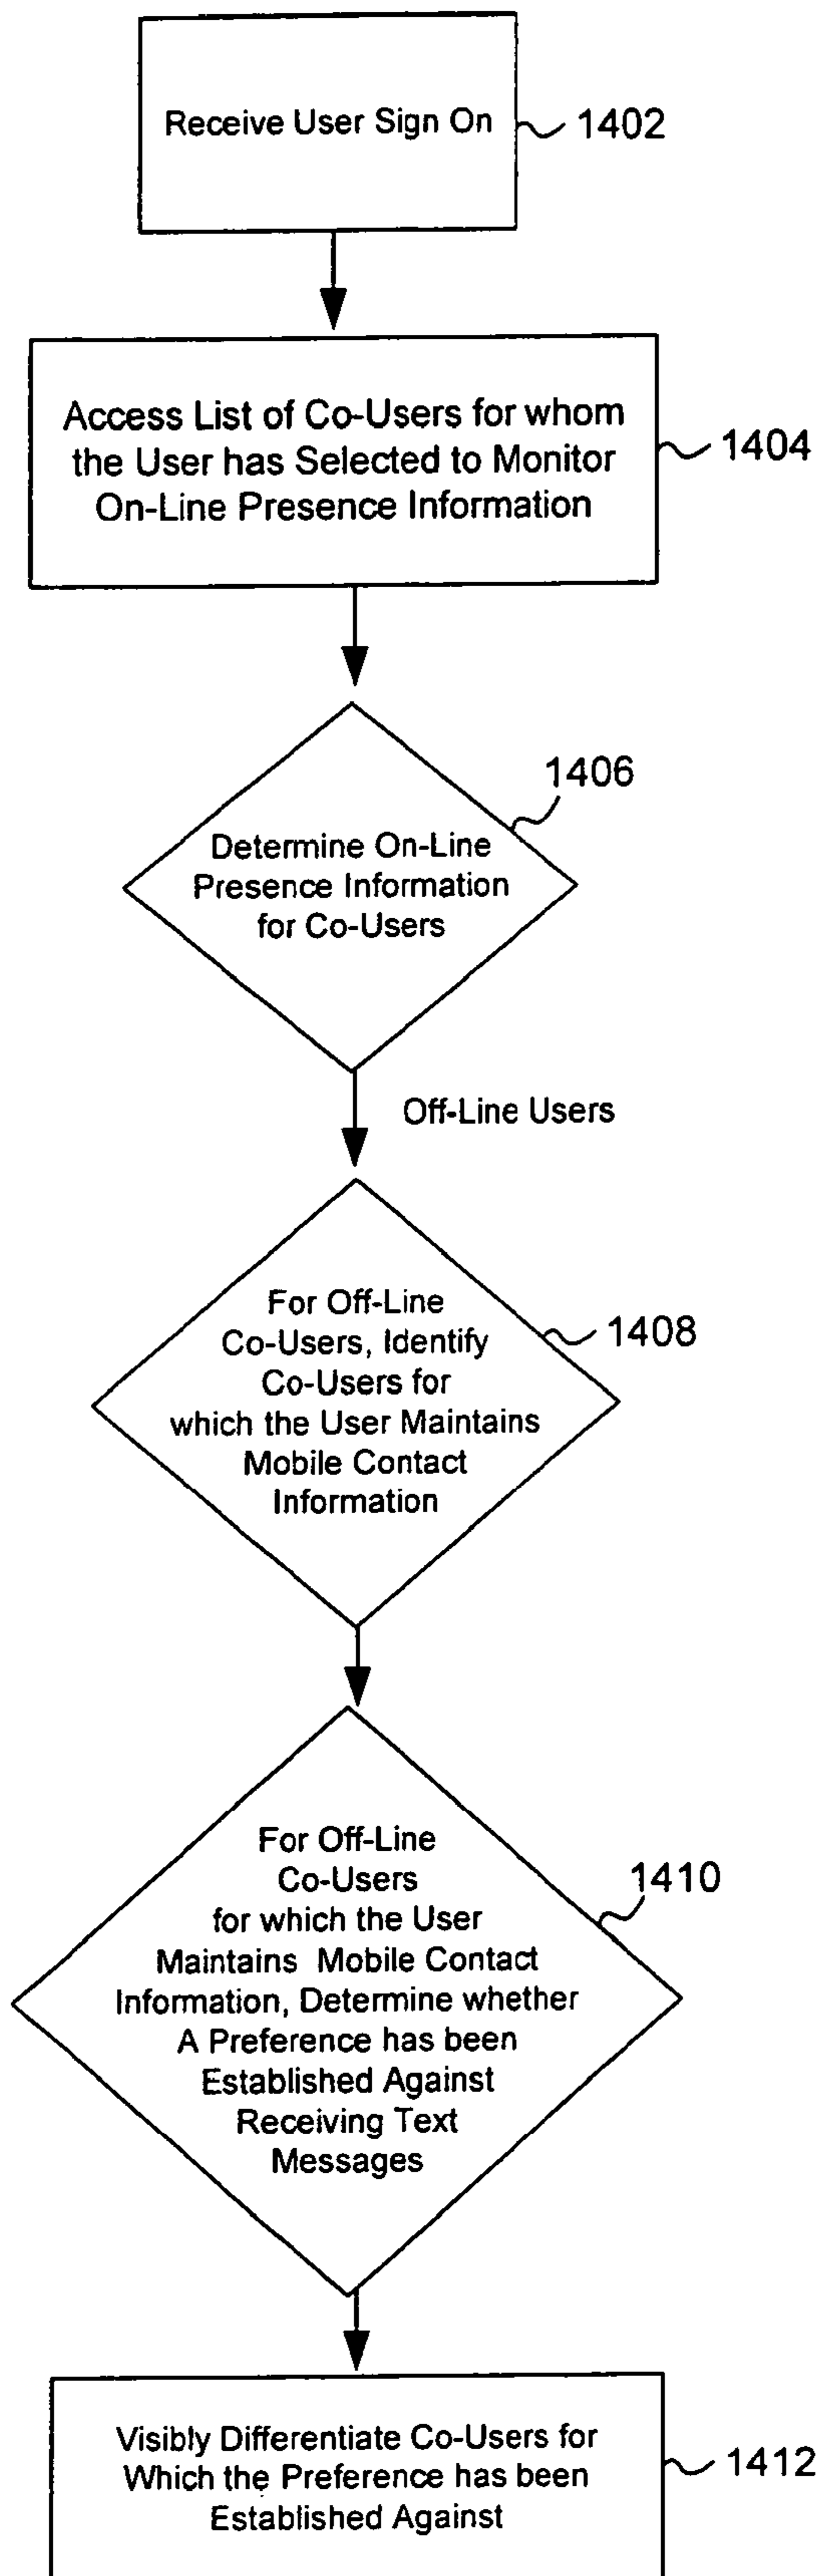 Receive User Sign On
1402
Access List of Co-Users for whom
the User has Selected to Monitor
On-Line Presence Information
1404
1406
Determine On-Line
Presence Information
for Co-Users
Off-Line Users
For Off-Line
Co-Users, Identify
Co-Users for
which the User Maintains
Mobile Contact
Information
1408
1410
For Off-Line
Co-Users
for which the User
Maintains Mobile Contact
Information, Determine whether
A Preference has been
Established Against
Receiving Text
Messages
Visibly Differentiate Co-Users for
Which the Preference has been
Established Against
1412